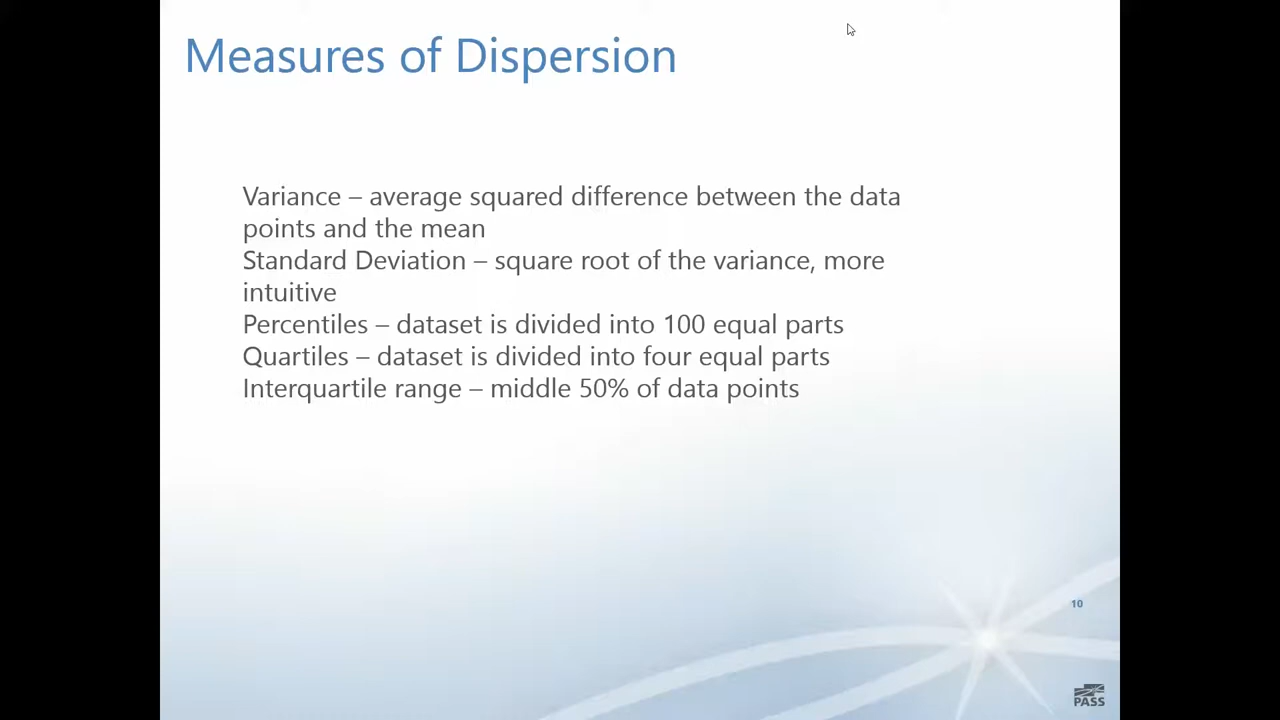 Measures of Dispersion
Variance – average squared difference between the data
points and the mean
Standard Deviation – square root of the variance, more
intuitive
Percentiles – dataset is divided into 100 equal parts
Quartiles – dataset is divided into four equal parts
Interquartile range – middle 50% of data points
10
PASS